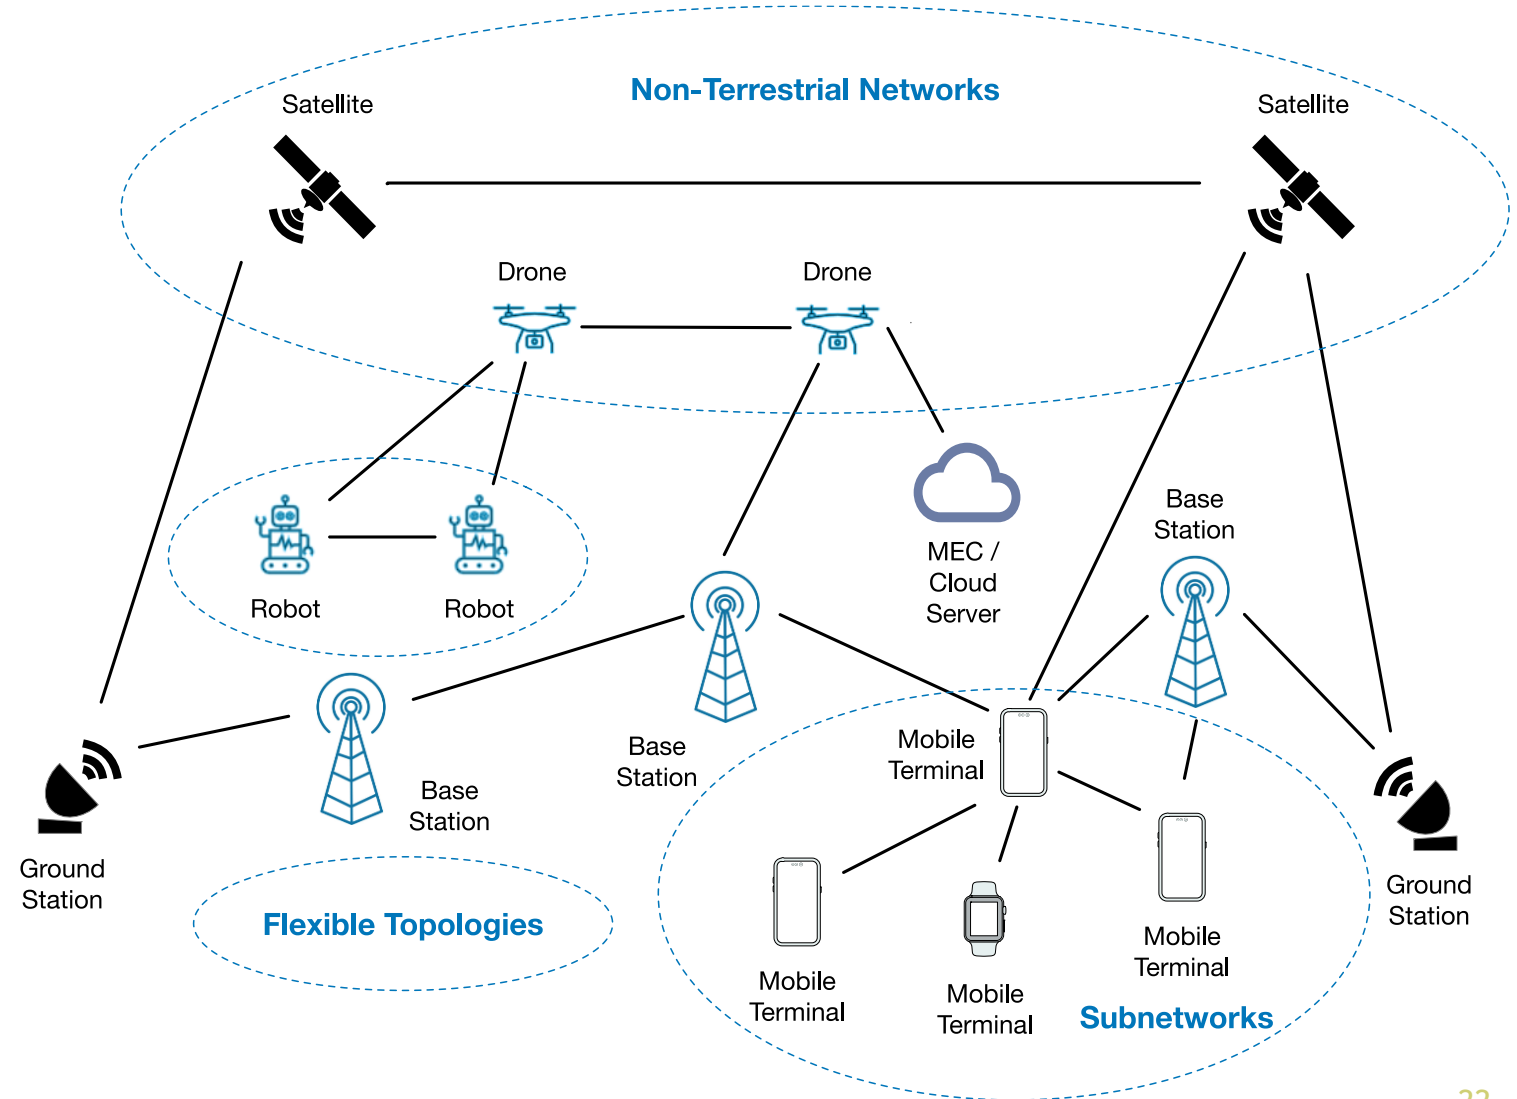 Non-Terrestrial Networks
Satellite
Satellite
Drone
Drone
Base
Station
MEC /
Cloud
Server
Robot
Robot
Base
Station
Mobile
Terminal
Base
Station
Ground
Station
Ground
Station
Flexible Topologies
Mobile
Terminal
Mobile
Terminal
Mobile
Terminal
Subnetworks